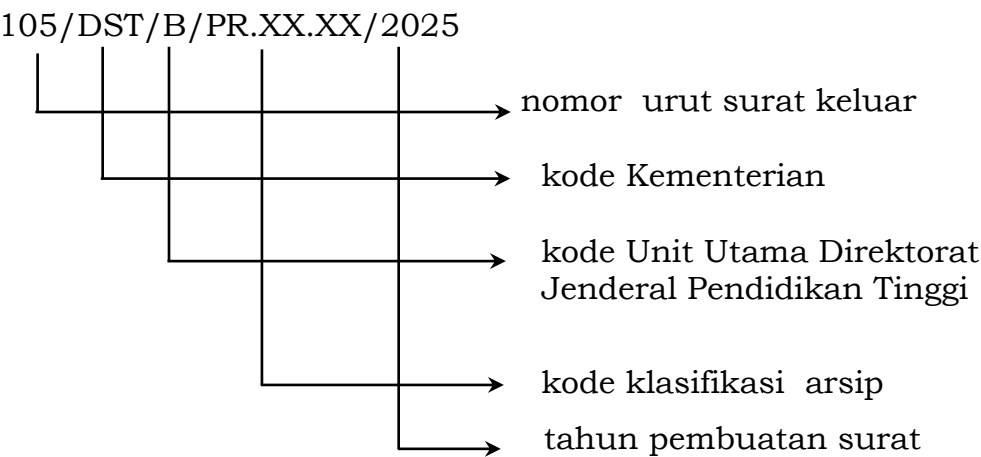 105/DST/B/PR.XX.XX/2025
nomor urut surat keluar
kode Kementerian
kode Unit Utama Direktorat
Jenderal Pendidikan Tinggi
kode klasifikasi arsip
tahun pembuatan surat